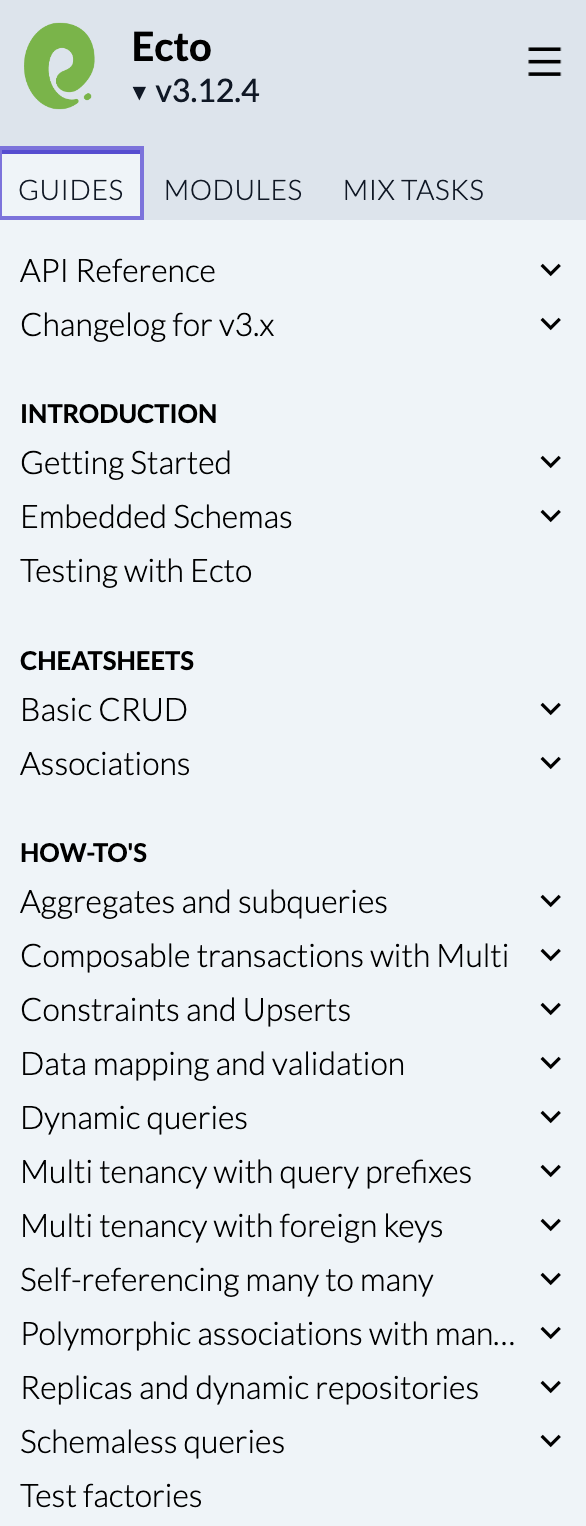 Ecto
▼ v3.12.4
GUIDES MODULES MIX TASKS
API Reference
Changelog for v3.x
INTRODUCTION
Getting Started
Embedded Schemas
Testing with Ecto
CHEATSHEETS
Basic CRUD
Associations
HOW-TO'S
Aggregates and subqueries
Composable transactions with Multi
Constraints and Upserts
Data mapping and validation
Dynamic queries
Multi tenancy with query prefixes
Multi tenancy with foreign keys
Self-referencing many to many
Polymorphic associations with man...
Replicas and dynamic repositories
Schemaless queries
Test factories